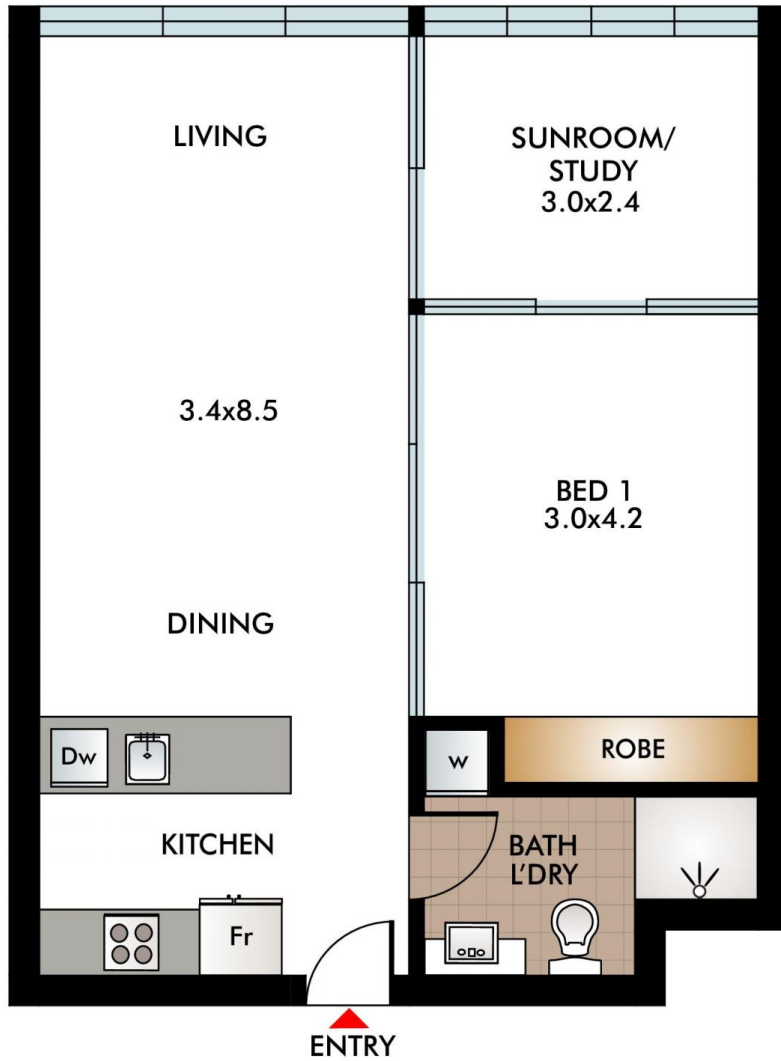 LIVING
SUNROOM/
STUDY
3.0x2.4
3.4x8.5
BED 1
3.0x4.2
DINING
Dw
w
ROBE
KITCHEN
BATH
L'DRY
Fr
ENTRY